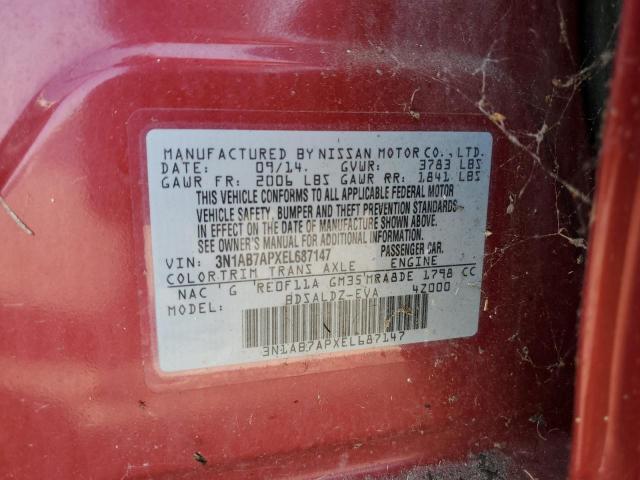 MANUFACTURED BY NISSAN MOTOR CO., LTD.
DATE: 09/14. GVWR: 3783 LBS
GAWR FR: 2006 LBS GAWR RR: 1841 LBS
THIS VEHICLE CONFORMS TO ALL APPLICABLE FEDERAL MOTOR
VEHICLE SAFETY, BUMPER AND THEFT PREVENTION STANDARDS
IN EFFECT ON THE DATE OF MANUFACTURE SHOWN ABOVE.
SEE OWNER'S MANUAL FOR ADDITIONAL INFORMATION.
VIN: 3N1AB7APXEL687147 PASSENGER CAR.
COLOR TRIM TRANS AXLE ENGINE
NAC G RE0F11A GM35 MRA8DE 1798 CC
MODEL: BDSALDZ-EVA 4Z000
3N1AB7APXEL687147